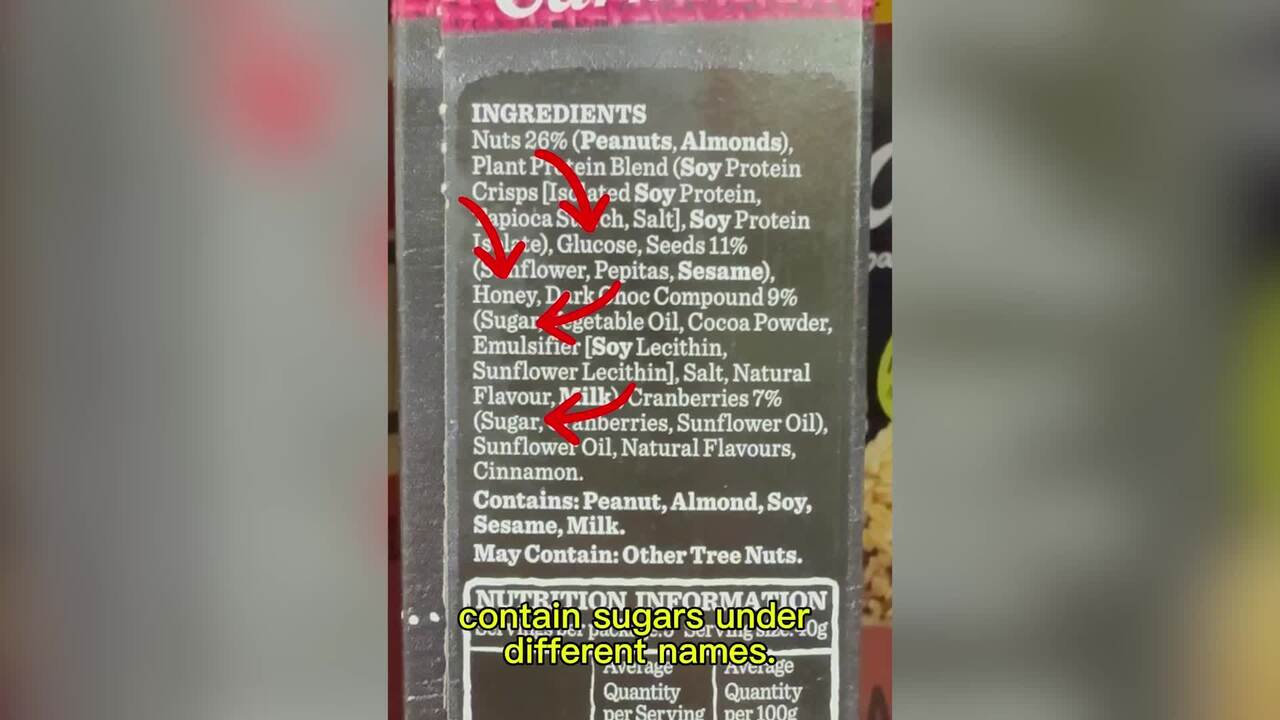 INGREDIENTS
Nuts 26% (Peanuts, Almonds),
Plant Protein Blend (Soy Protein
Crisps [Isolated Soy Protein,
Tapioca Starch, Salt], Soy Protein
Isolate), Glucose, Seeds 11%
(Sunflower, Pepitas, Sesame),
Honey, Dark Choc Compound 9%
(Sugar, Vegetable Oil, Cocoa Powder,
Emulsifier [Soy Lecithin,
Sunflower Lecithin], Salt, Natural
Flavour, Milk), Cranberries 7%
(Sugar, Cranberries, Sunflower Oil),
Sunflower Oil, Natural Flavours,
Cinnamon.
Contains: Peanut, Almond, Soy,
Sesame, Milk.
May Contain: Other Tree Nuts.
NUTRITION INFORMATION
contain sugars under
Servings per package: 5 Serving size: 40g
different names.
Average Average
Quantity Quantity
per Serving per 100g